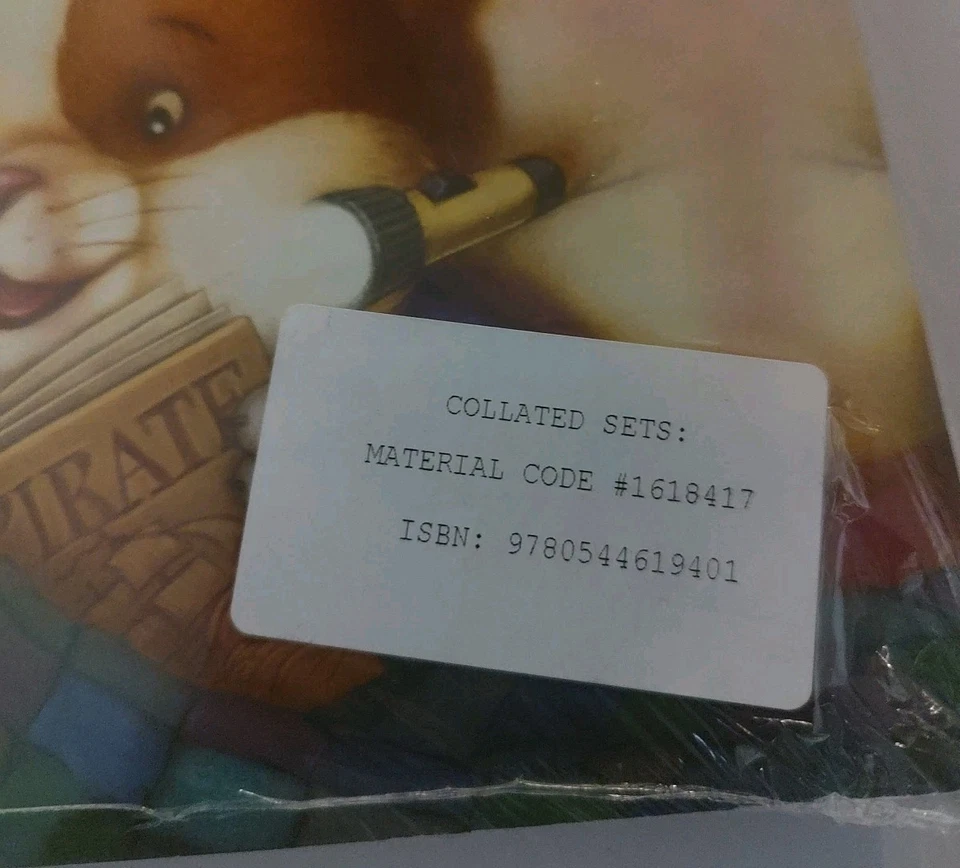 PIRATE
COLLATED SETS:
MATERIAL CODE #1618417
ISBN: 9780544619401